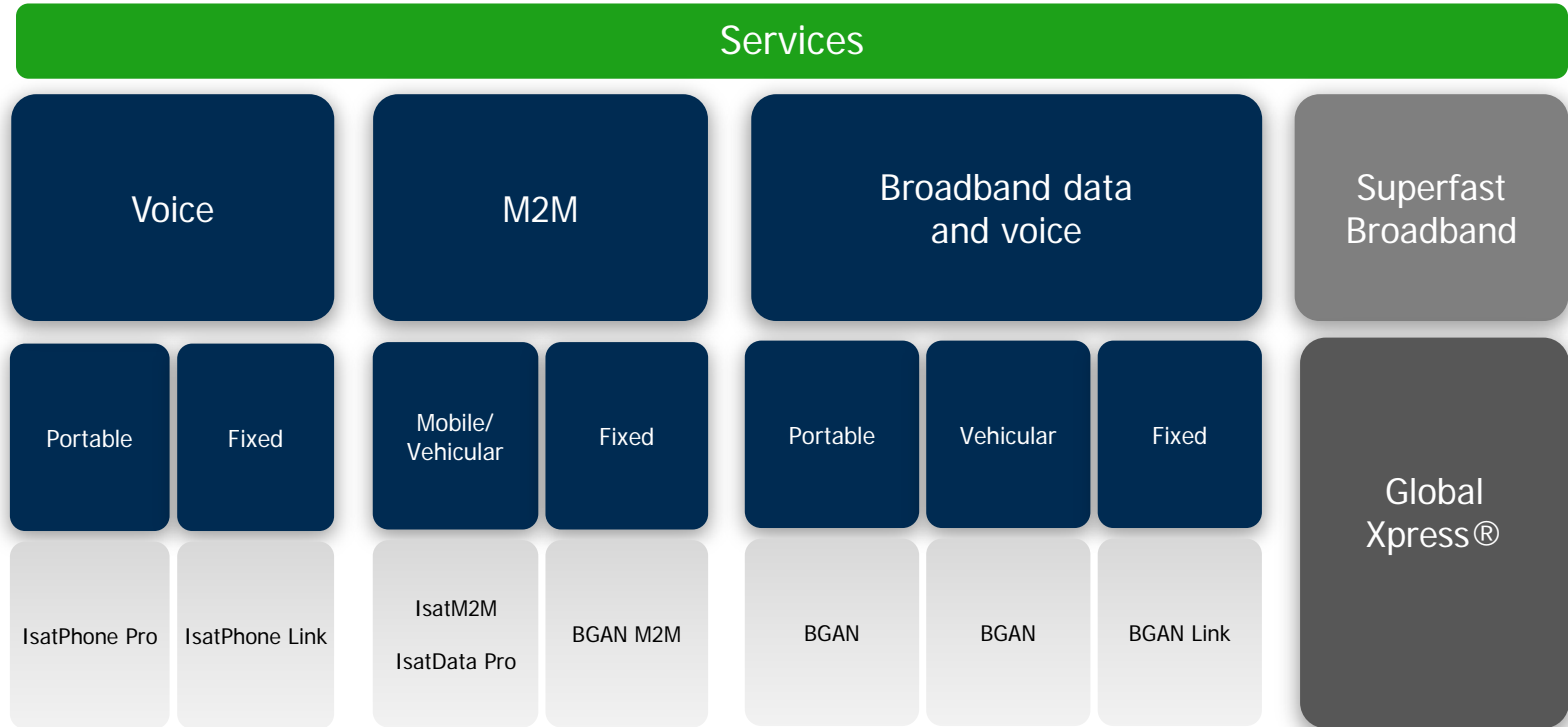 Services
Voice
M2M
Broadband data
and voice
Superfast
Broadband
Portable
Fixed
Mobile/
Vehicular
Fixed
Portable
Vehicular
Fixed
Global
Xpress®
IsatPhone Pro
IsatPhone Link
IsatM2M
IsatData Pro
BGAN M2M
BGAN
BGAN
BGAN Link